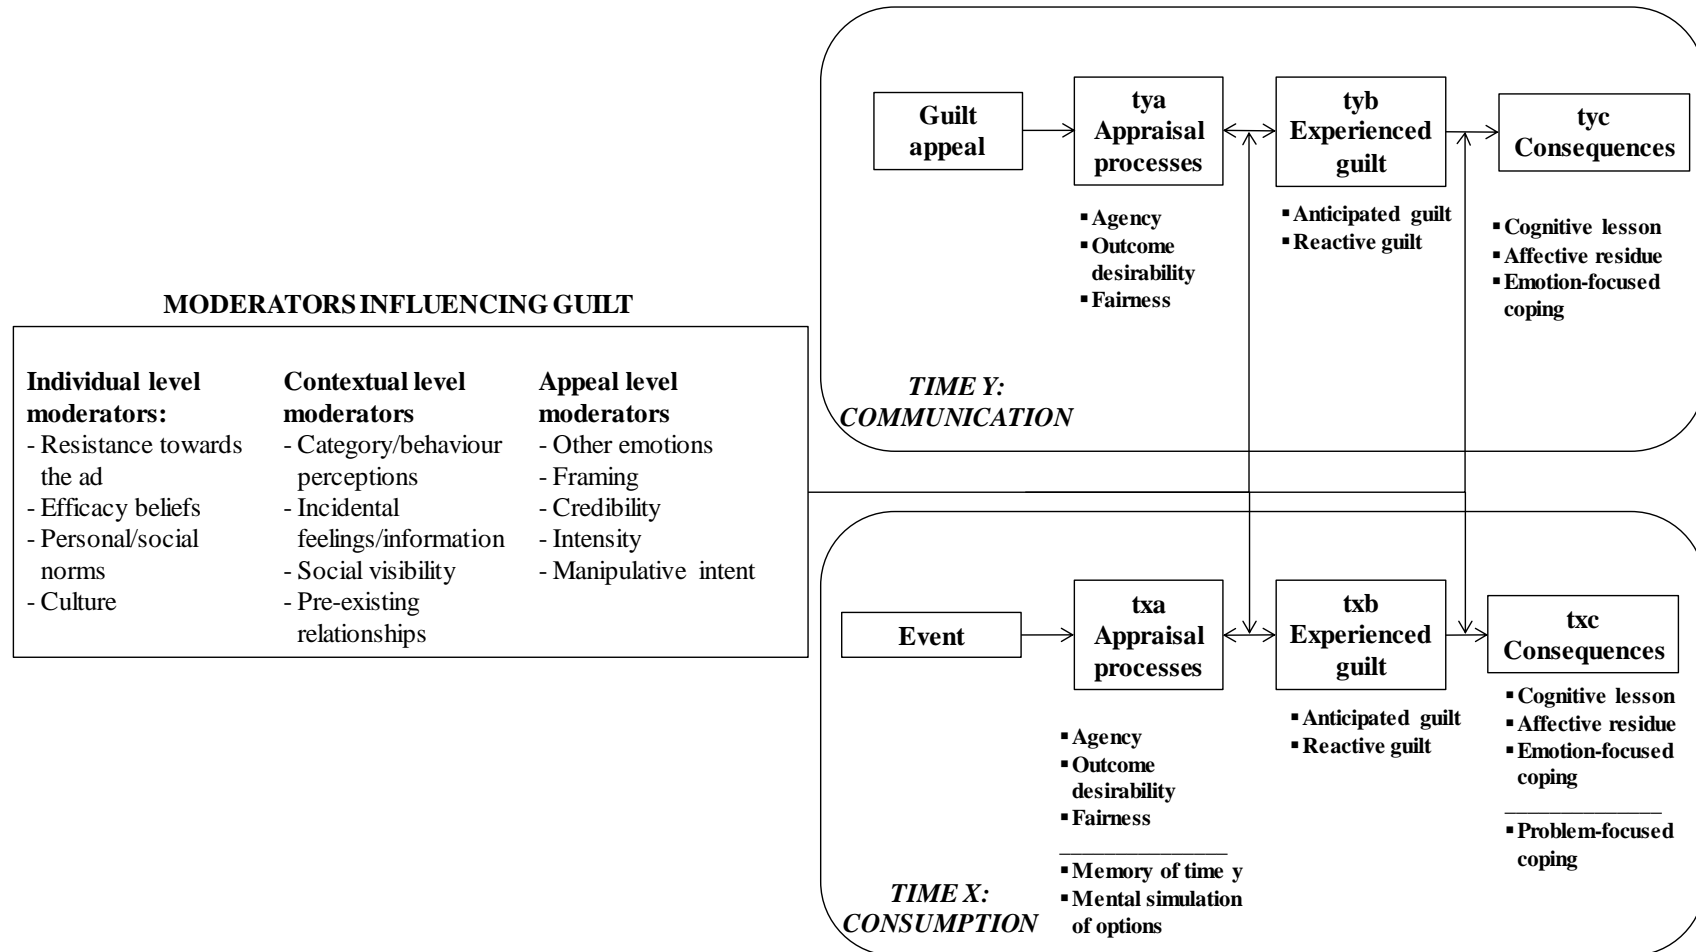 MODERATORS INFLUENCING GUILT
Individual level
moderators:
- Resistance towards
the ad
- Efficacy beliefs
- Personal/social
norms
- Culture
Contextual level
moderators
- Category/behaviour
perceptions
- Incidental
feelings/information
- Social visibility
- Pre-existing
relationships
Appeal level
moderators
- Other emotions
- Framing
- Credibility
- Intensity
- Manipulative intent
Guilt
appeal
tya
Appraisal
processes
▪ Agency
▪ Outcome
desirability
▪ Fairness
tyb
Experienced
guilt
▪ Anticipated guilt
▪ Reactive guilt
tyc
Consequences
▪ Cognitive lesson
▪ Affective residue
▪ Emotion-focused
coping
TIME Y:
COMMUNICATION
Event
txa
Appraisal
processes
▪ Agency
▪ Outcome
desirability
▪ Fairness
▪ Memory of time y
▪ Mental simulation
of options
txb
Experienced
guilt
▪ Anticipated guilt
▪ Reactive guilt
txc
Consequences
▪ Cognitive lesson
▪ Affective residue
▪ Emotion-focused
coping
▪ Problem-focused
coping
TIME X:
CONSUMPTION